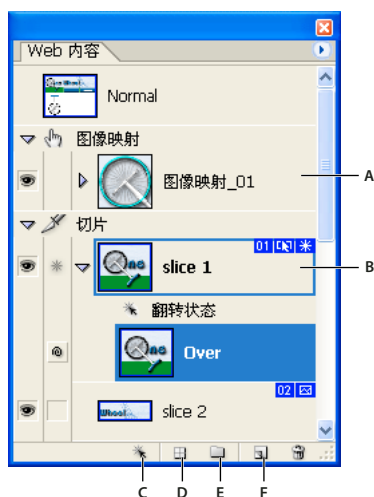 Web 内容
Normal
图像映射
图像映射_01
A
切片
01
slice 1
B
翻转状态
Over
02
slice 2
C D E F